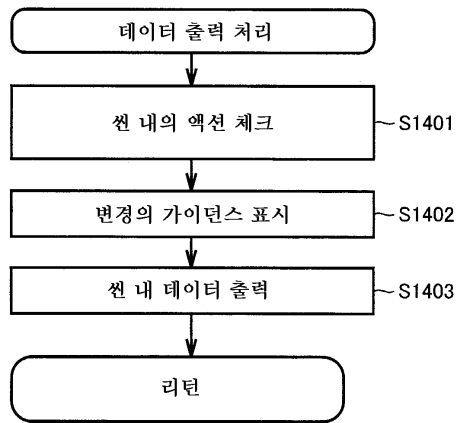 데이터 출력 처리
씬 내의 액션 체크
S1401
변경의 가이던스 표시
S1402
씬 내 데이터 출력
S1403
리턴